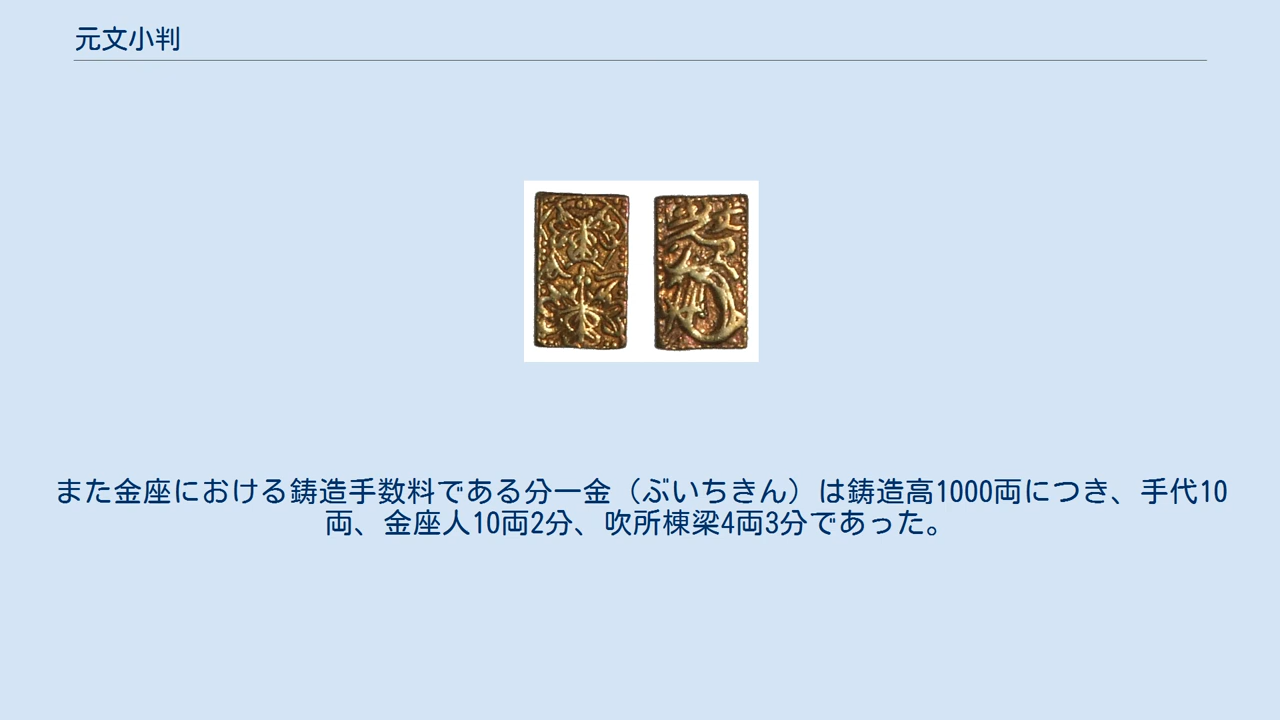 元文小判
また金座における鋳造手数料である分一金（ぶいちきん）は鋳造高1000両につき、手代10
両、金座人10両2分、吹所棟梁4両3分であった。